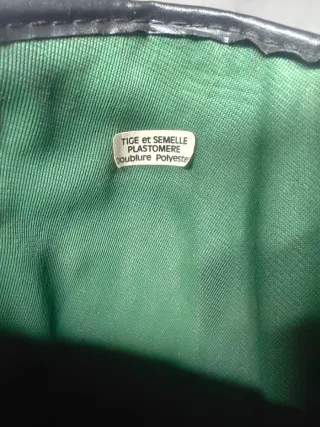 TIGE et SEMELLE
PLASTOMERE
Doublure Polyester